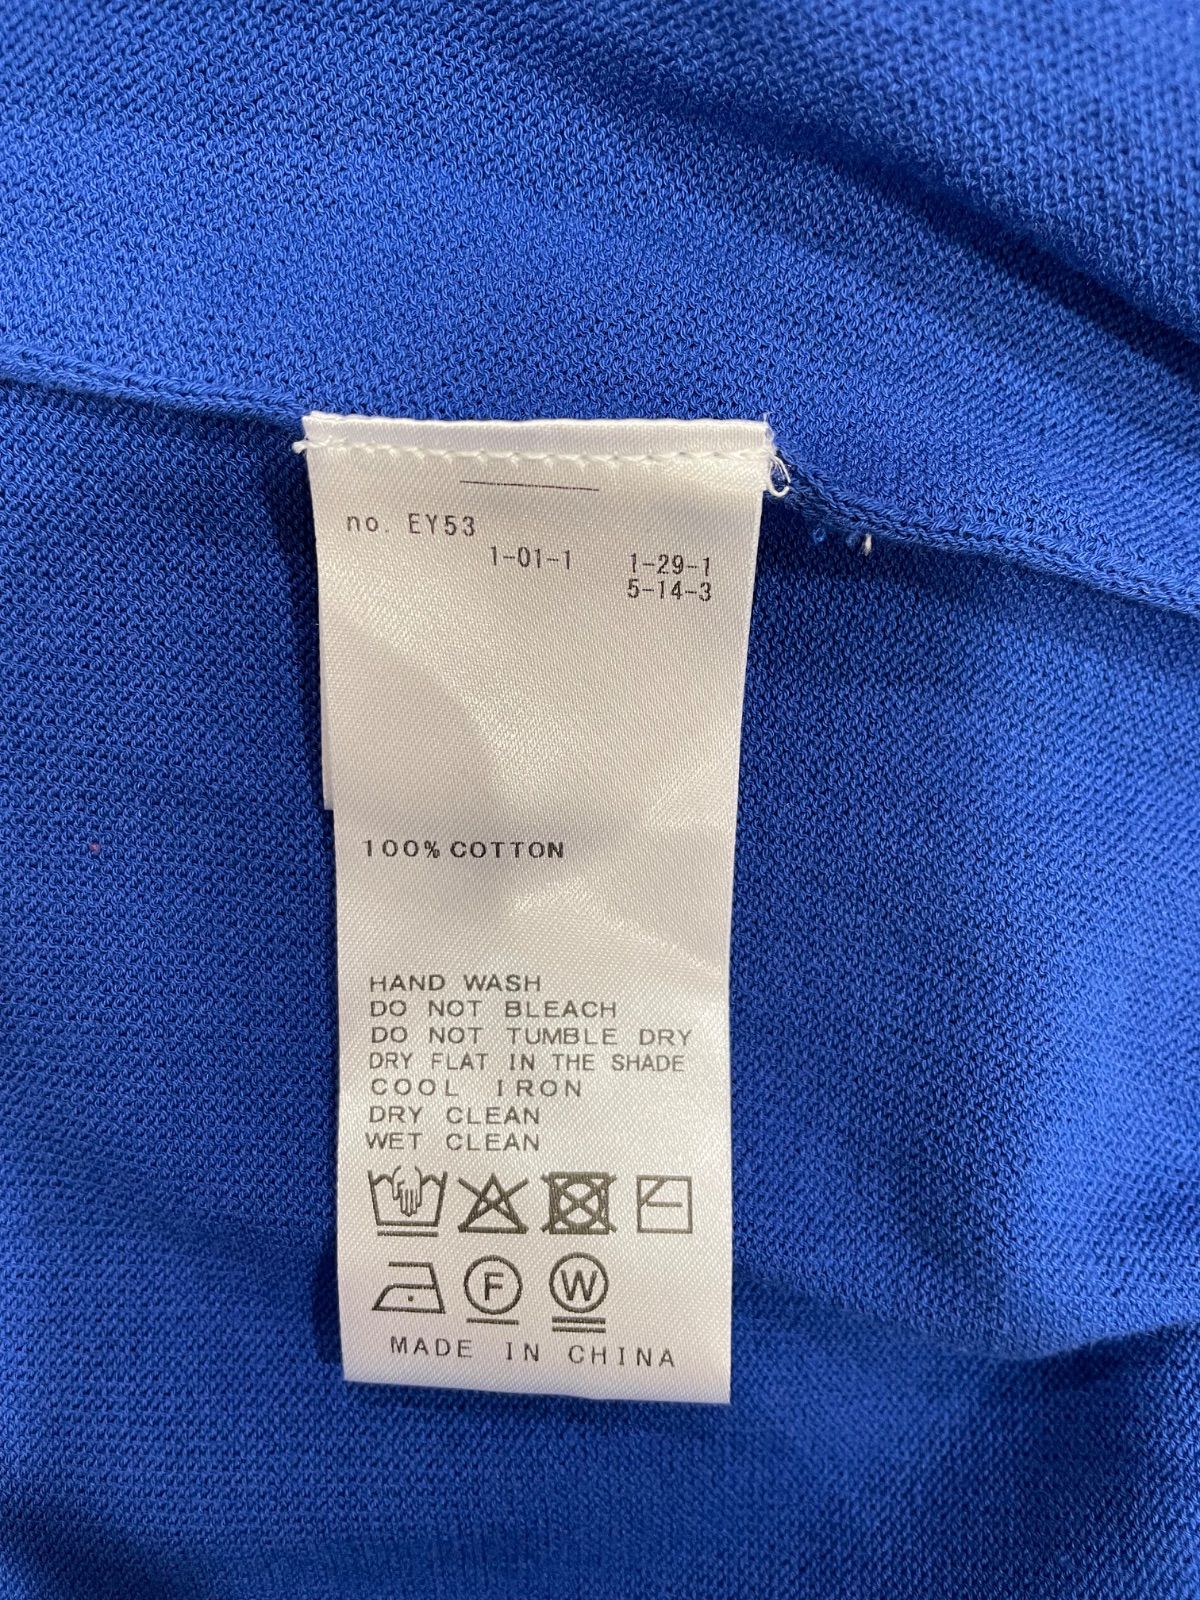 no. EY53
1-01-1 1-29-1
5-14-3
100% COTTON
HAND WASH
DO NOT BLEACH
DO NOT TUMBLE DRY
DRY FLAT IN THE SHADE
COOL IRON
DRY CLEAN
WET CLEAN
F W
MADE IN CHINA